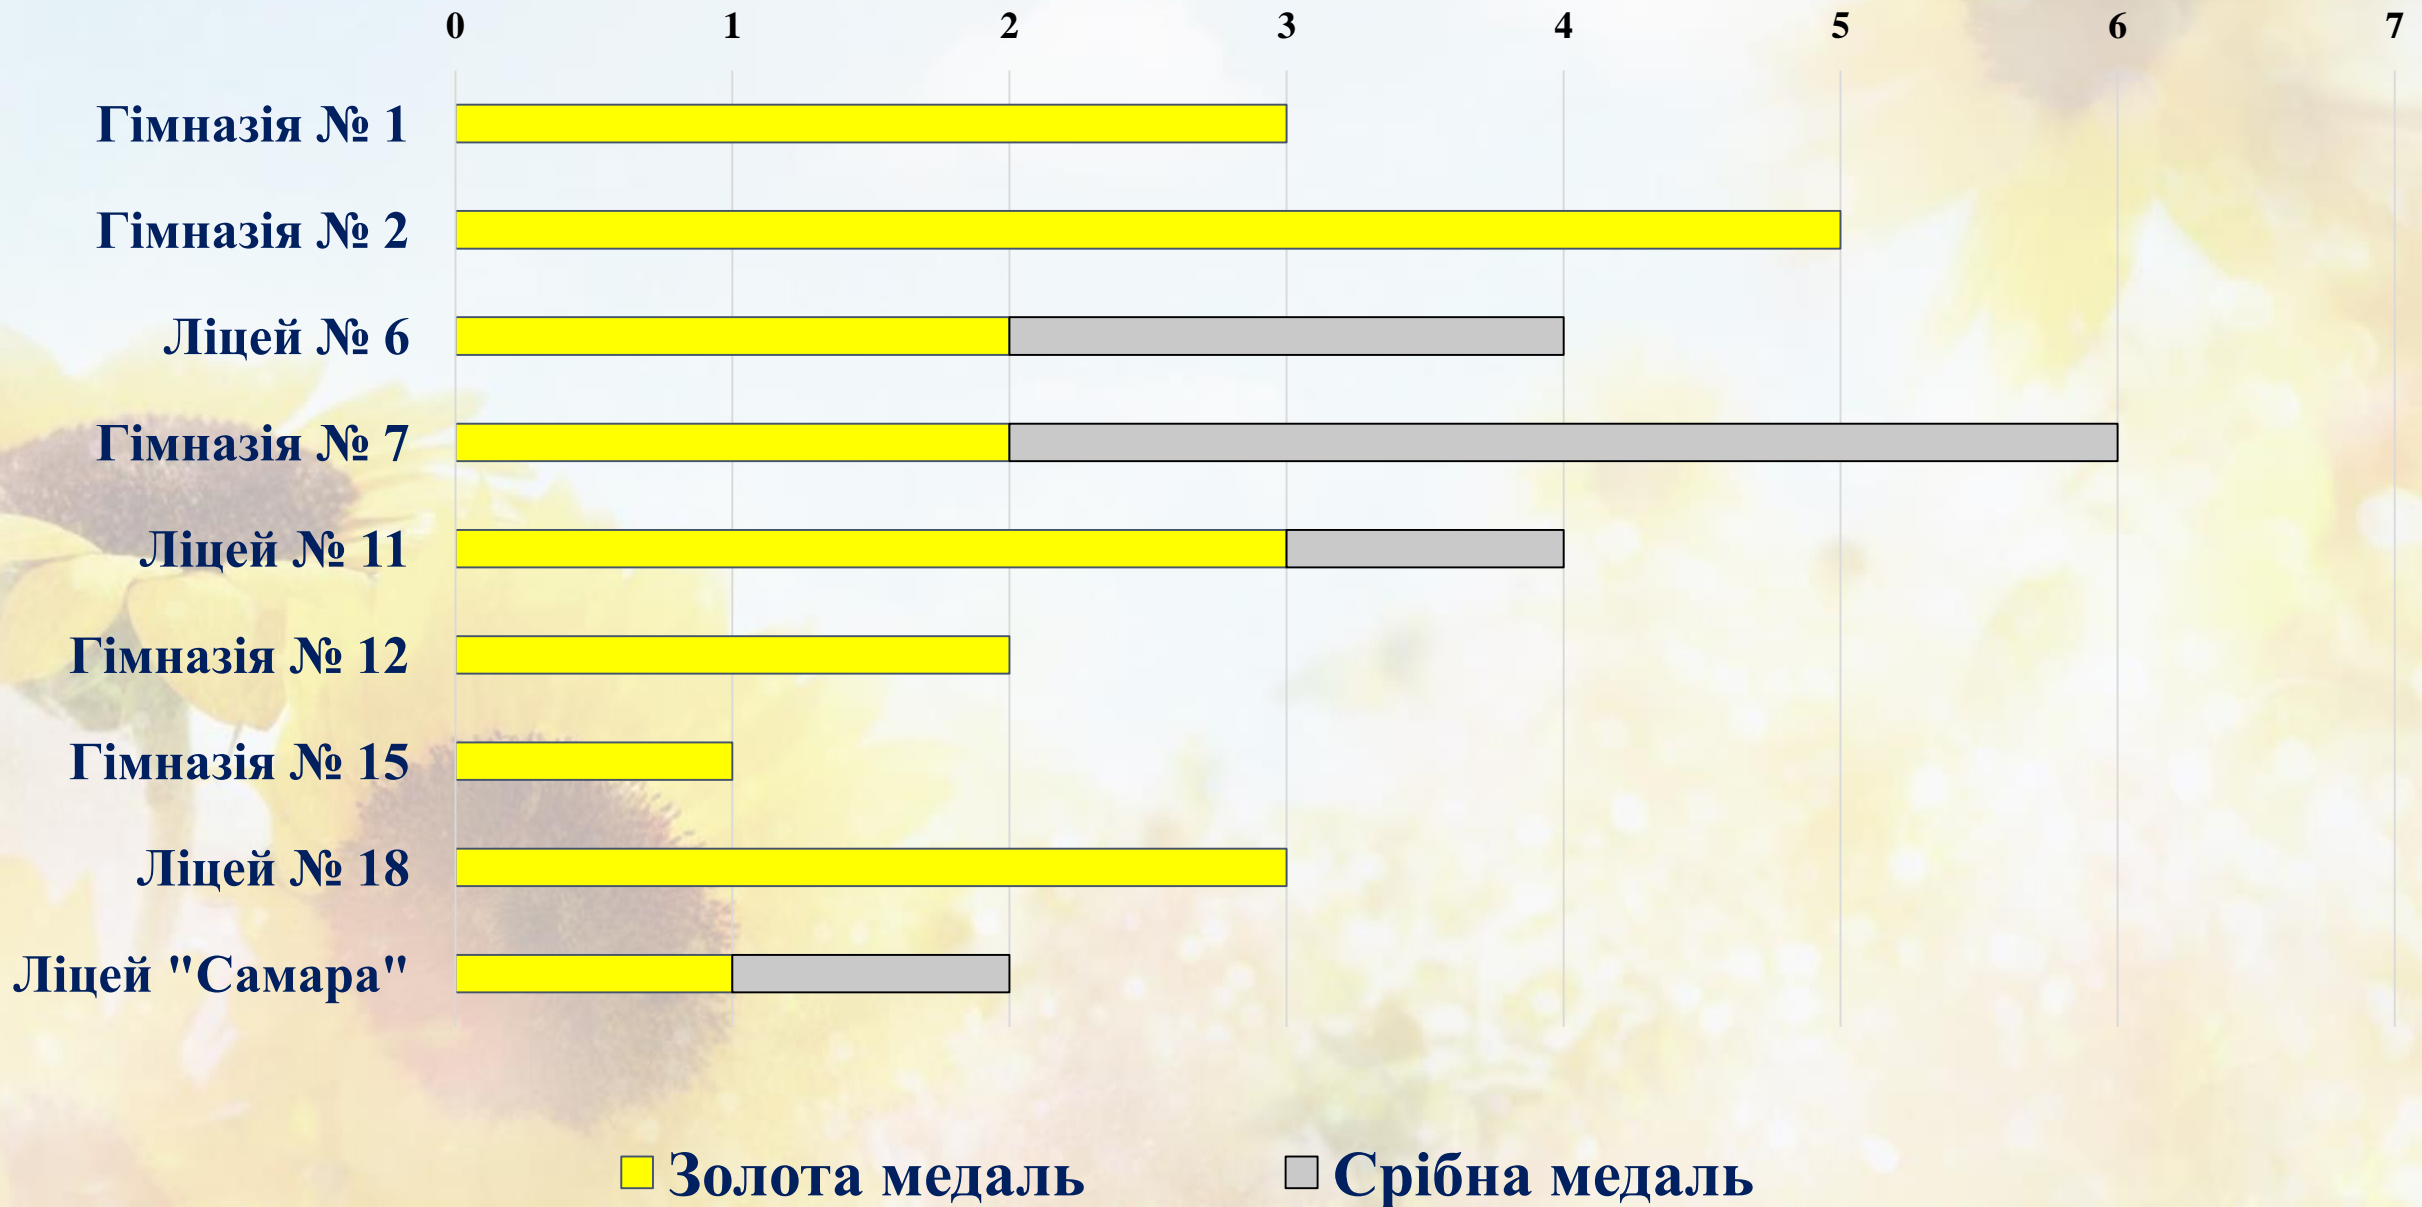 0 1 2 3 4 5 6 7
Гімназія № 1
Гімназія № 2
Ліцей № 6
Гімназія № 7
Ліцей № 11
Гімназія № 12
Гімназія № 15
Ліцей № 18
Ліцей "Самара"
Золота медаль Срібна медаль